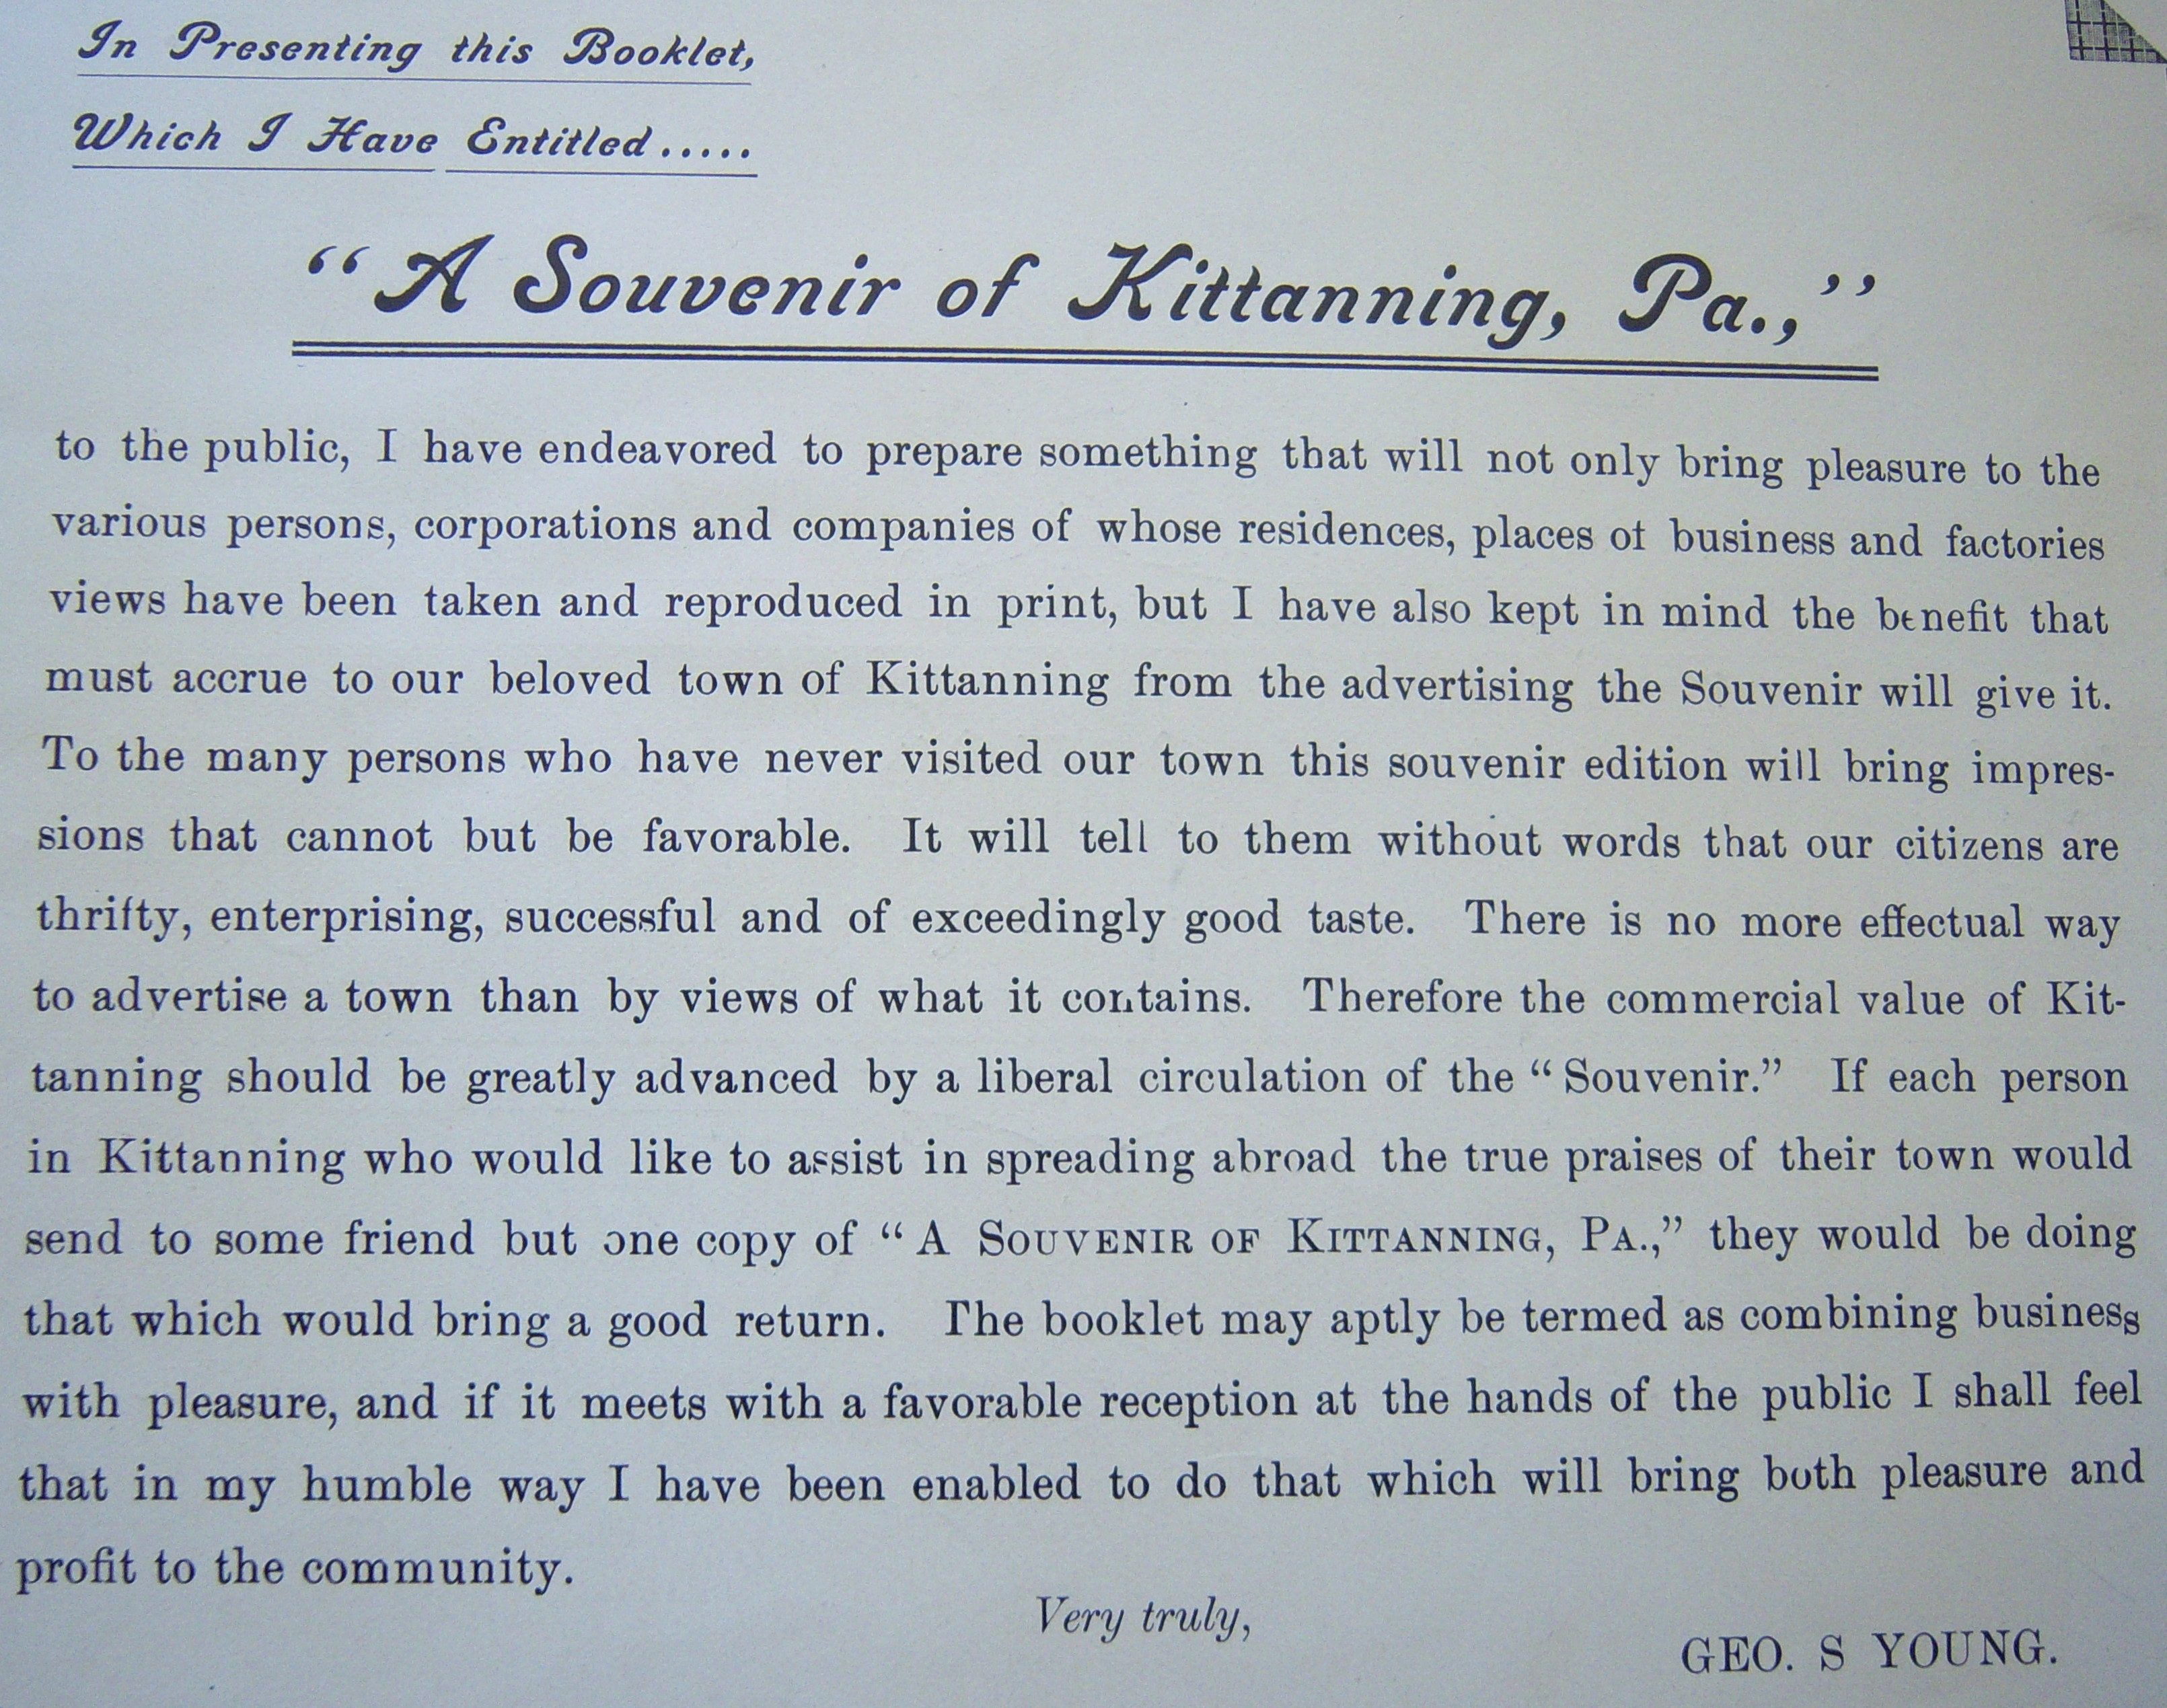 In Presenting this Booklet,
Which I Have Entitled.....
“A Souvenir of Kittanning, Pa.,”
to the public, I have endeavored to prepare something that will not only bring pleasure to the
various persons, corporations and companies of whose residences, places of business and factories
views have been taken and reproduced in print, but I have also kept in mind the benefit that
must accrue to our beloved town of Kittanning from the advertising the Souvenir will give it.
To the many persons who have never visited our town this souvenir edition will bring impres-
sions that cannot but be favorable. It will tell to them without words that our citizens are
thrifty, enterprising, successful and of exceedingly good taste. There is no more effectual way
to advertise a town than by views of what it contains. Therefore the commercial value of Kit-
tanning should be greatly advanced by a liberal circulation of the “Souvenir.” If each person
in Kittanning who would like to assist in spreading abroad the true praises of their town would
send to some friend but one copy of “A SOUVENIR OF KITTANNING, PA.,” they would be doing
that which would bring a good return. The booklet may aptly be termed as combining business
with pleasure, and if it meets with a favorable reception at the hands of the public I shall feel
that in my humble way I have been enabled to do that which will bring both pleasure and
profit to the community.
Very truly,
GEO. S YOUNG.